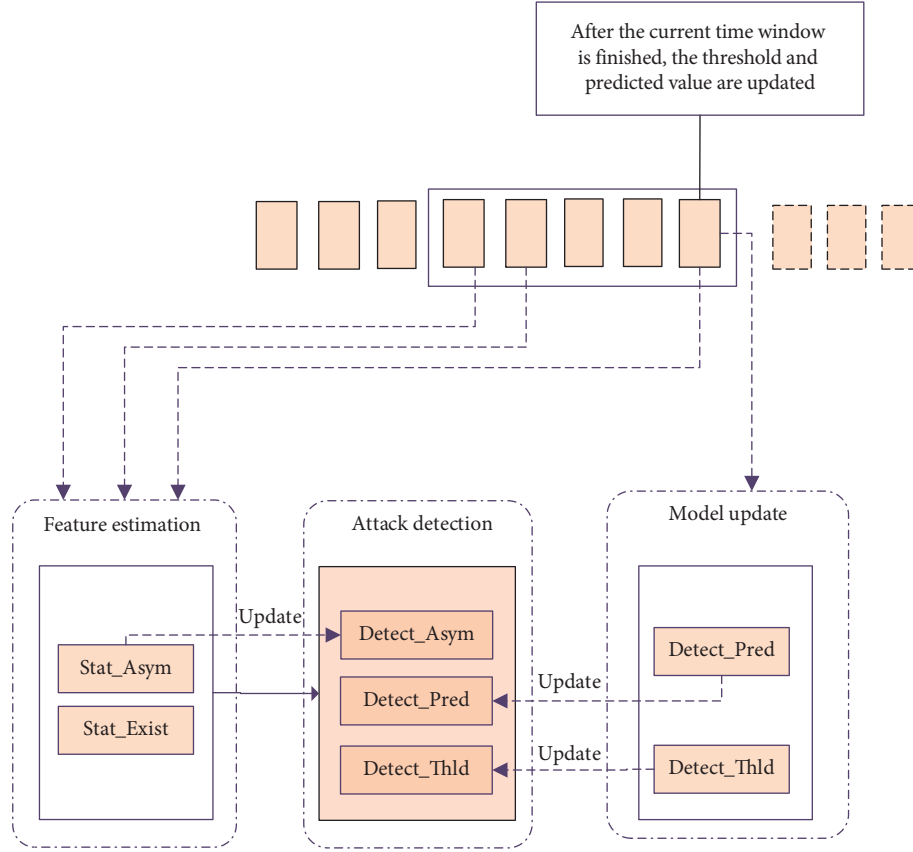 After the current time window
is finished, the threshold and
predicted value are updated
Feature estimation
Attack detection
Model update
Update
Stat_Asym
Stat_Exist
Detect_Asym
Detect_Pred
Detect_Thld
Update
Update
Detect_Pred
Detect_Thld